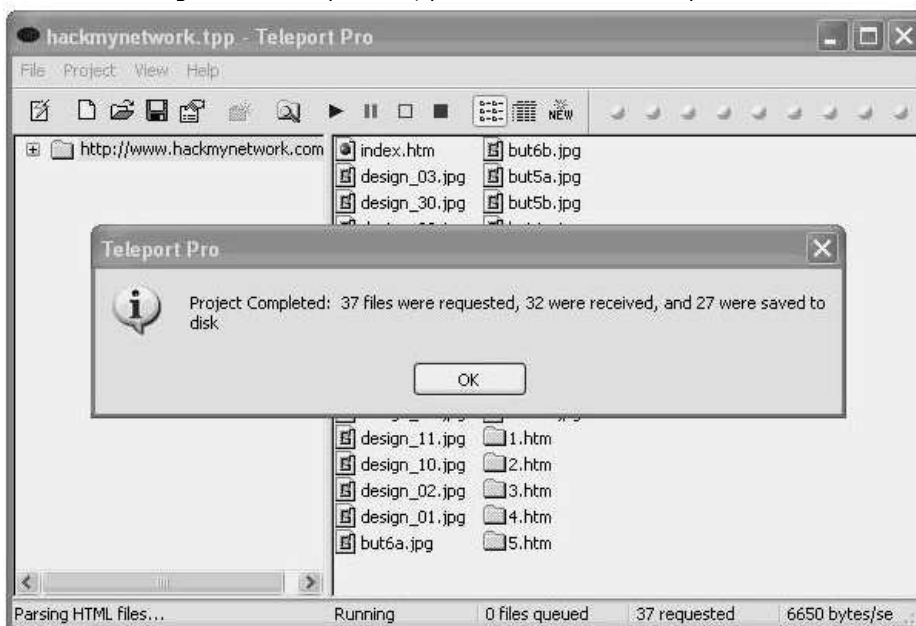 hackmynetwork.tpp - Teleport Pro
File Project View Help
NEW
http://www.hackmynetwork.com
index.htm but6b.jpg
design_03.jpg but5a.jpg
design_30.jpg but5b.jpg
Teleport Pro
Project Completed: 37 files were requested, 32 were received, and 27 were saved to
disk
OK
design_11.jpg 1.htm
design_10.jpg 2.htm
design_02.jpg 3.htm
design_01.jpg 4.htm
but6a.jpg 5.htm
Parsing HTML files... Running 0 files queued 37 requested 6650 bytes/se